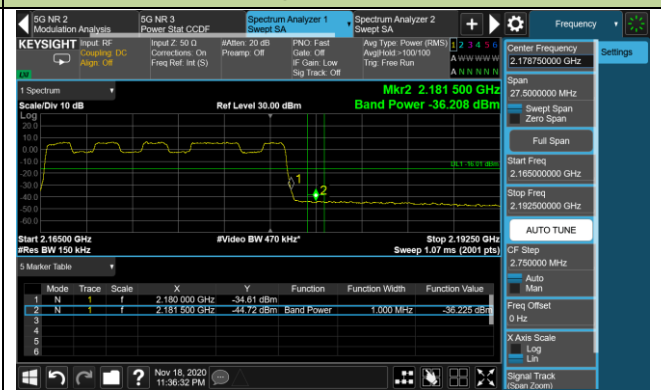 5G NR 2
Modulation Analysis
5G NR 3
Power Stat CCDF
Spectrum Analyzer 1
Swept SA
Spectrum Analyzer 2
Swept SA
Frequency
KEYSIGHT
Input: RF
Coupling: DC
Align: Off
Input Z: 50 Ω
Corrections: On
Freq Ref: Int (S)
#Atten: 20 dB
Preamp: Off
PNO: Fast
Gate: Off
IF Gain: Low
Sig Track: Off
Avg Type: Power (RMS)
Avg|Hold:>100/100
Trig: Free Run
1 2 3 4 5 6
A W W W W W
A N N N N N
1 Spectrum
Scale/Div 10 dB
Ref Level 30.00 dBm
Mkr2 2.181 500 GHz
Band Power -36.208 dBm
Log
20.0
10.0
0.00
-10.0
-20.0
-30.0
-40.0
-50.0
-60.0
DL1 -16.01 dBm
1
2
Start 2.16500 GHz
#Res BW 150 kHz
#Video BW 470 kHz*
Stop 2.19250 GHz
Sweep 1.07 ms (2001 pts)
5 Marker Table
Mode Trace Scale X Y Function Function Width Function Value
1 N 1 f 2.180 000 GHz -34.61 dBm
2 N 1 f 2.181 500 GHz -44.72 dBm Band Power 1.000 MHz -36.225 dBm
3
4
5
6
Nov 18, 2020
11:36:32 PM
Center Frequency
2.178750000 GHz
Settings
Span
27.5000000 MHz
Swept Span
Zero Span
Full Span
Start Freq
2.165000000 GHz
Stop Freq
2.192500000 GHz
AUTO TUNE
CF Step
2.750000 MHz
Auto
Man
Freq Offset
0 Hz
X Axis Scale
Log
Lin
Signal Track
(Span Zoom)